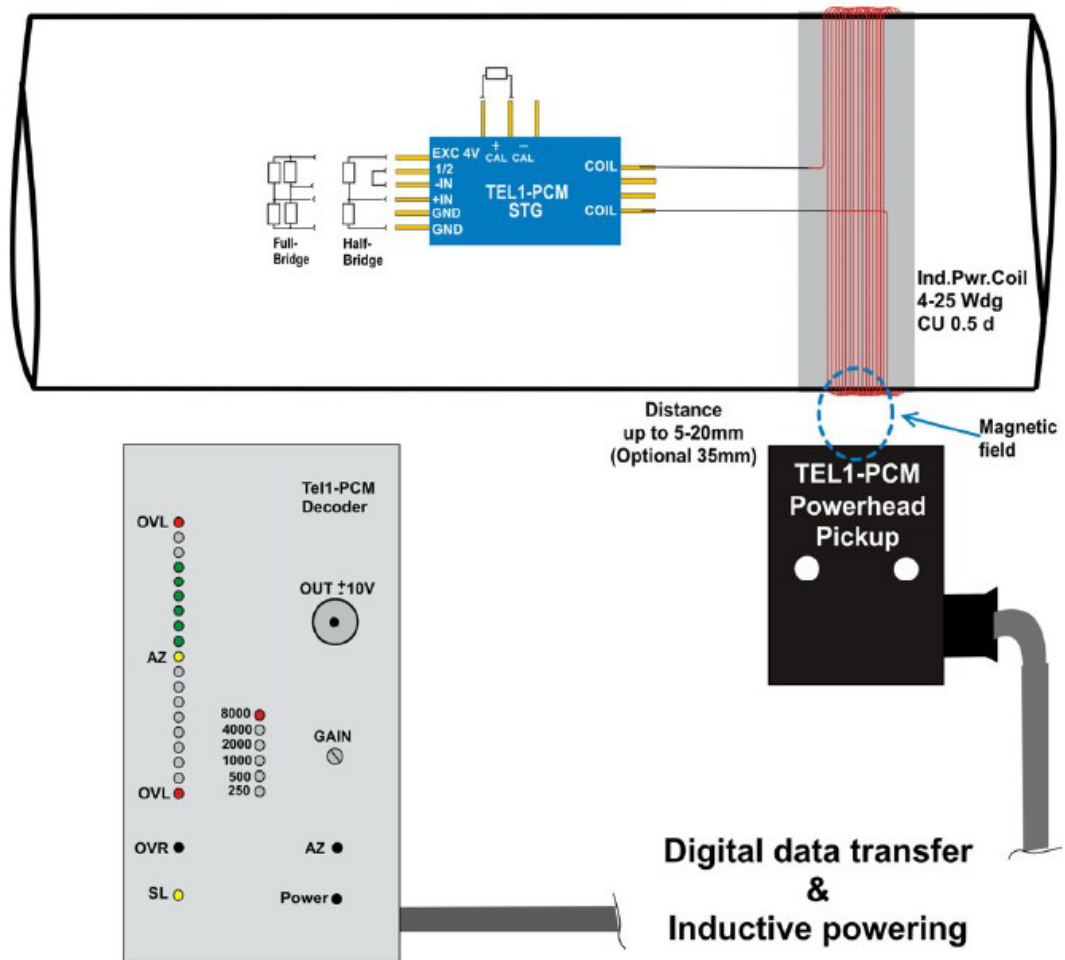 EXC 4V
1/2
-IN
+IN
GND
GND
+
CAL
−
CAL
TEL1-PCM
STG
COIL
COIL
Full-
Bridge
Half-
Bridge
Ind.Pwr.Coil
4-25 Wdg
CU 0.5 d
Distance
up to 5-20mm
(Optional 35mm)
Magnetic
field
TEL1-PCM
Powerhead
Pickup
Tel1-PCM
Decoder
OVL
OUT ±10V
AZ
8000
4000
2000
1000
500
250
GAIN
OVL
OVR
AZ
SL
Power
Digital data transfer
&
Inductive powering